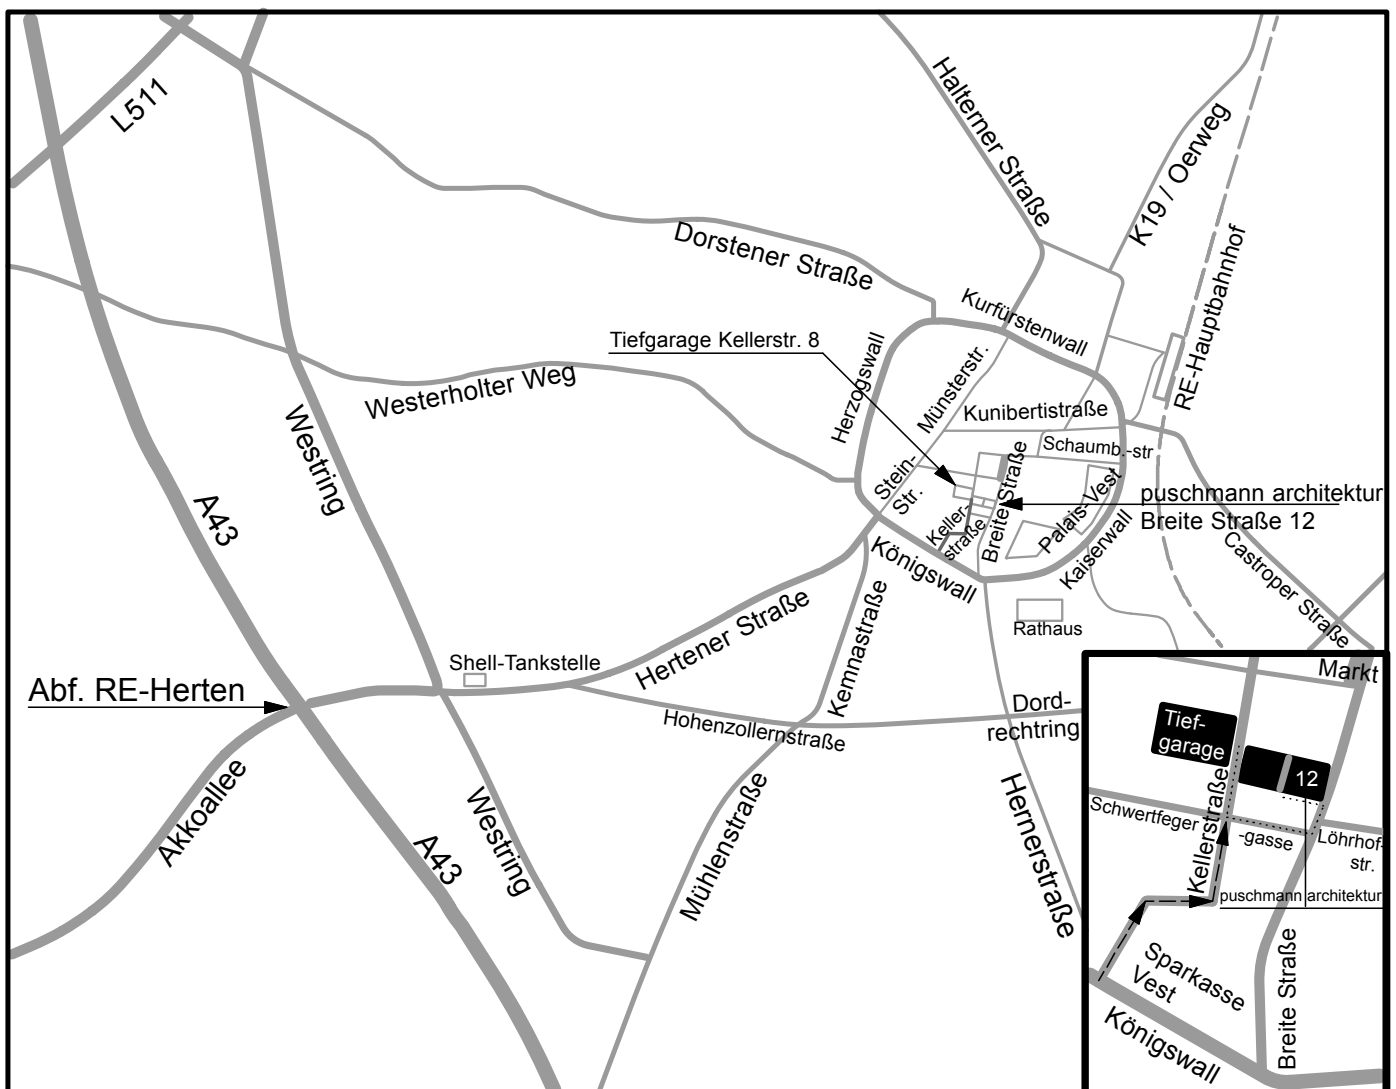 L511
Halterner Straße
K19 / Oerweg
Dorstener Straße
RE-Hauptbahnhof
Kurfürstenwall
Tiefgarage Kellerstr. 8
Herzogswall
Münsterstr.
Westerholter Weg
Kunibertistraße
Westring
Schaumb.-str
Stein-
Str.
Breite Straße
Palais-Vest
puschmann architektur
Breite Straße 12
A43
Keller-
straße
Königswall
Kaiserwall
Castroper Straße
Kemnastraße
Hertener Straße
Rathaus
Shell-Tankstelle
Abf. RE-Herten
Hohenzollernstraße
Dord-
rechtring
Akkoallee
Westring
A43
Mühlenstraße
Hernerstraße
Markt
Tief-
garage
12
Kellerstraße
Schwertfeger
-gasse
Löhrhof-
str.
puschmann architektur
Sparkasse
Vest
Breite Straße
Königswall